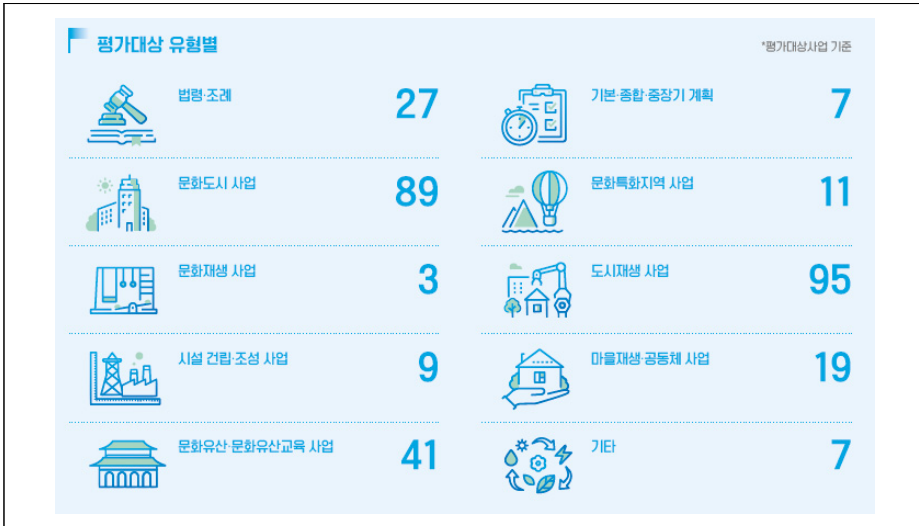 평가대상 유형별
*평가대상사업 기준
법령·조례
27
기본·종합·중장기 계획
7
문화도시 사업
89
문화특화지역 사업
11
문화재생 사업
3
도시재생 사업
95
시설 건립·조성 사업
9
마을재생·공동체 사업
19
문화유산·문화유산교육 사업
41
기타
7